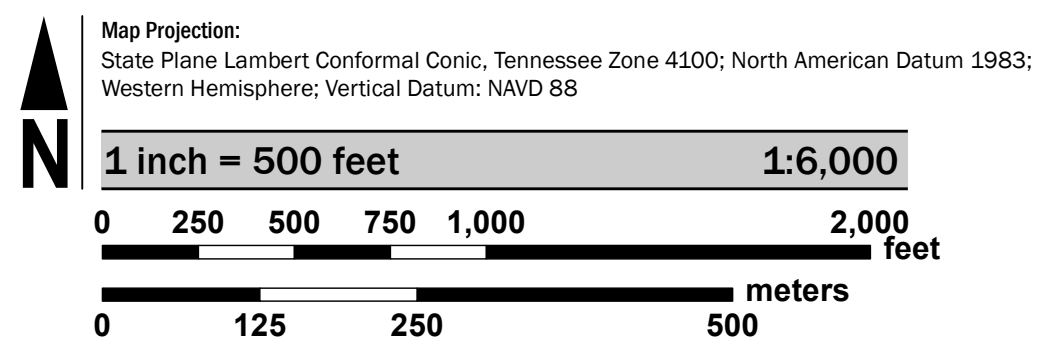 Map Projection:
State Plane Lambert Conformal Conic, Tennessee Zone 4100; North American Datum 1983;
Western Hemisphere; Vertical Datum: NAVD 88
N
1 inch = 500 feet 1:6,000
0 250 500 750 1,000 2,000
feet
meters
0 125 250 500